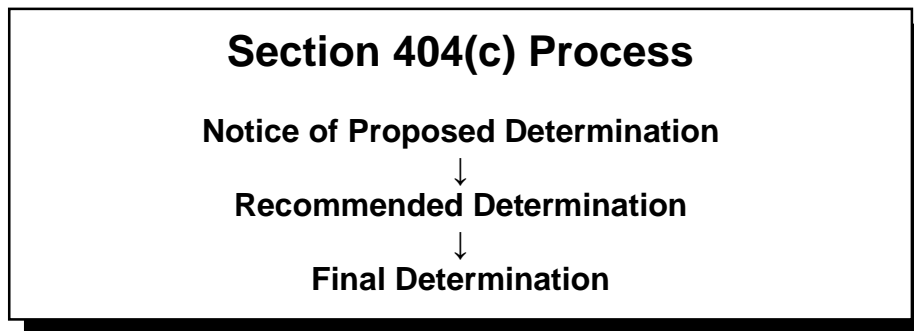 Section 404(c) Process
Notice of Proposed Determination
↓
Recommended Determination
↓
Final Determination